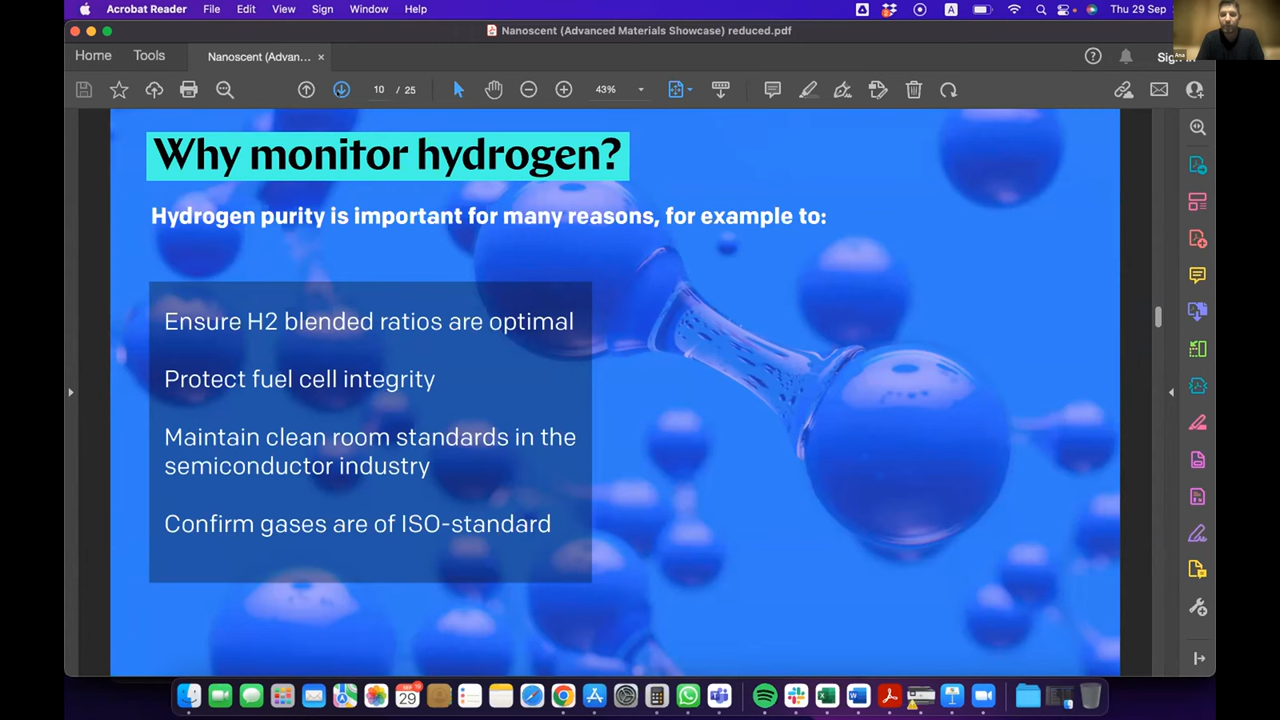 Acrobat Reader File Edit View Sign Window Help A Thu 29 Sep
Nanoscent (Advanced Materials Showcase) reduced.pdf
Home Tools Nanoscent (Advan... × ?
10 / 25 43%
Why monitor hydrogen?
Hydrogen purity is important for many reasons, for example to:
Ensure H2 blended ratios are optimal
Protect fuel cell integrity
Maintain clean room standards in the
semiconductor industry
Confirm gases are of ISO-standard
29